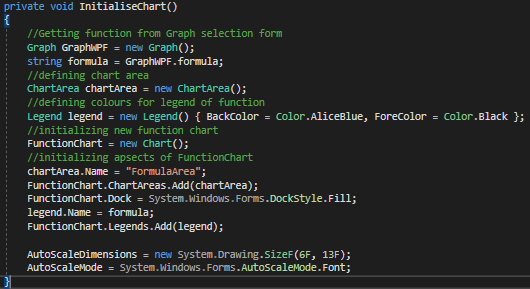 private void InitialiseChart()
{
//Getting function from Graph selection form
Graph GraphWPF = new Graph();
string formula = GraphWPF.formula;
//defining chart area
ChartArea chartArea = new ChartArea();
//defining colours for legend of function
Legend legend = new Legend() { BackColor = Color.AliceBlue, ForeColor = Color.Black };
//initializing new function chart
FunctionChart = new Chart();
//initializing apsects of FunctionChart
chartArea.Name = "FormulaArea";
FunctionChart.ChartAreas.Add(chartArea);
FunctionChart.Dock = System.Windows.Forms.DockStyle.Fill;
legend.Name = formula;
FunctionChart.Legends.Add(legend);
AutoScaleDimensions = new System.Drawing.SizeF(6F, 13F);
AutoScaleMode = System.Windows.Forms.AutoScaleMode.Font;
}